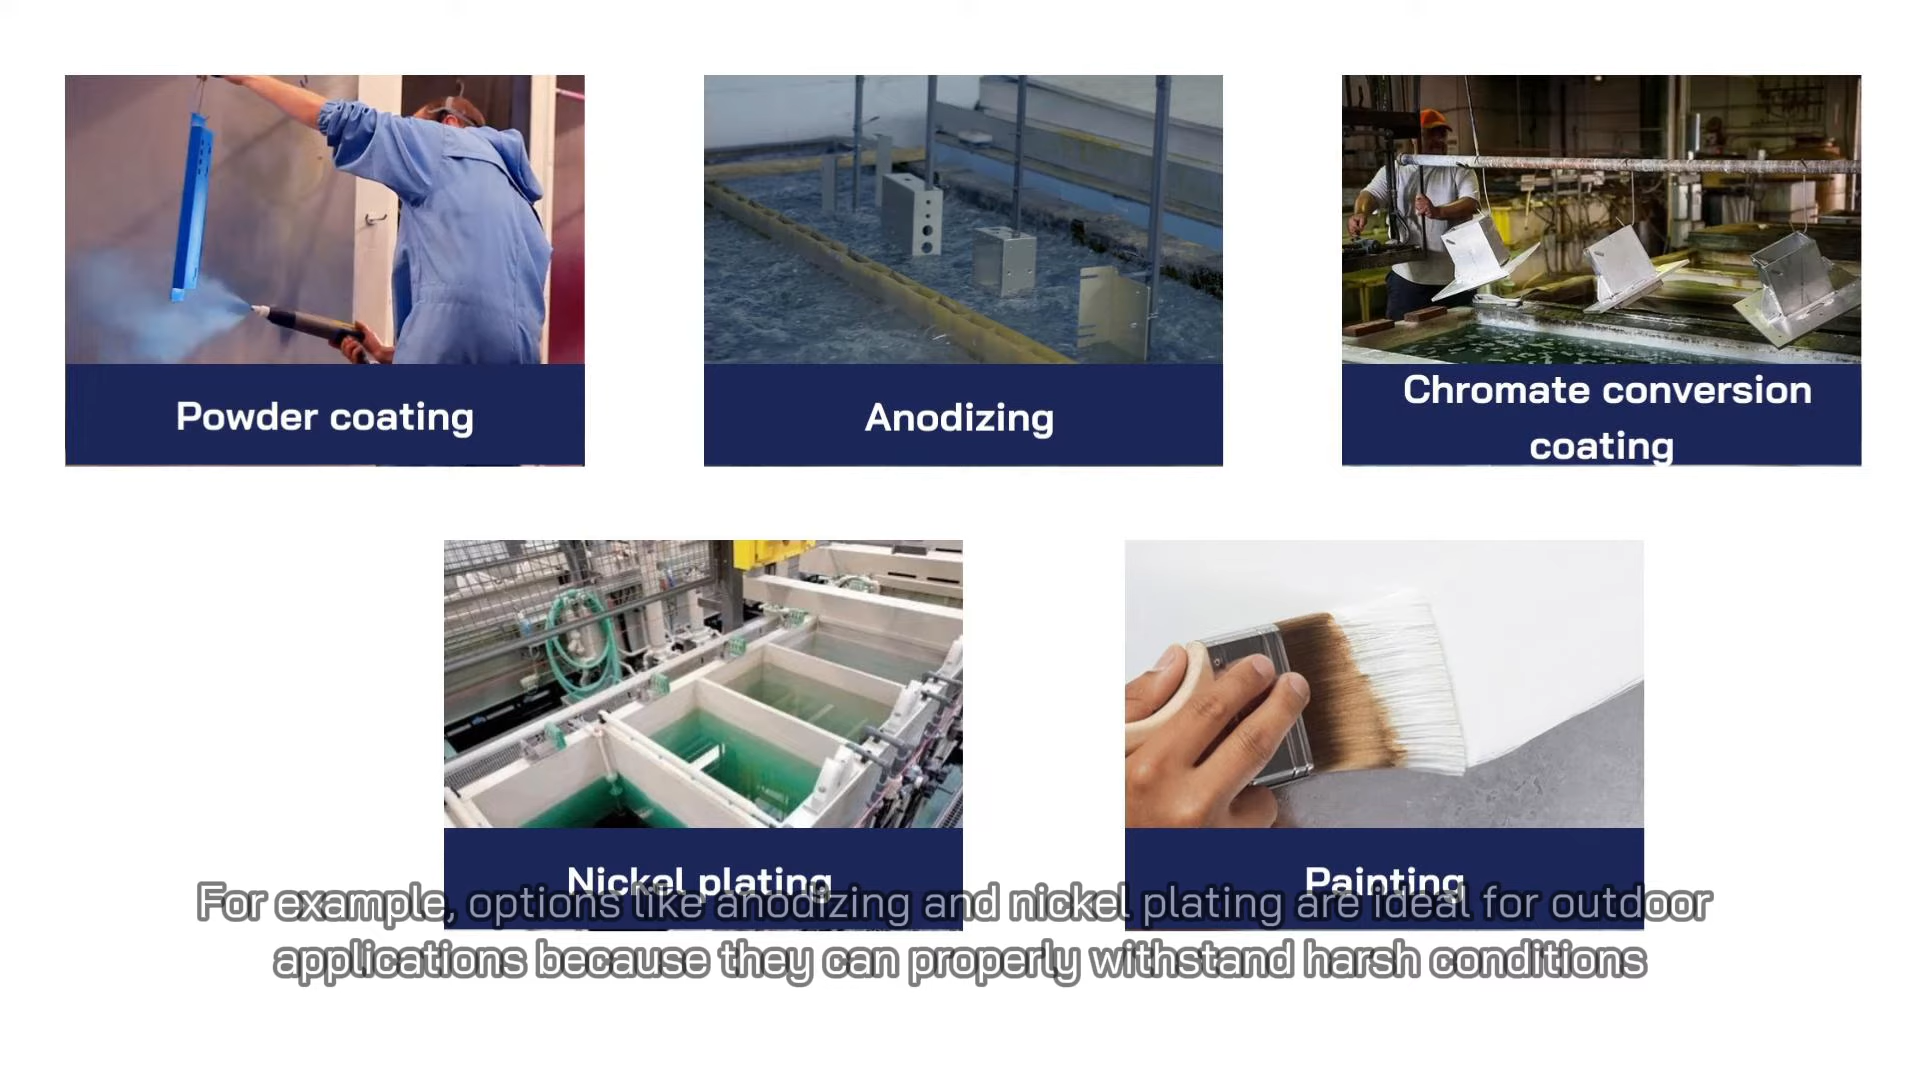 Powder coating
Anodizing
Chromate conversion
coating
Nickel plating
Painting
For example, options like anodizing and nickel plating are ideal for outdoor
applications because they can properly withstand harsh conditions